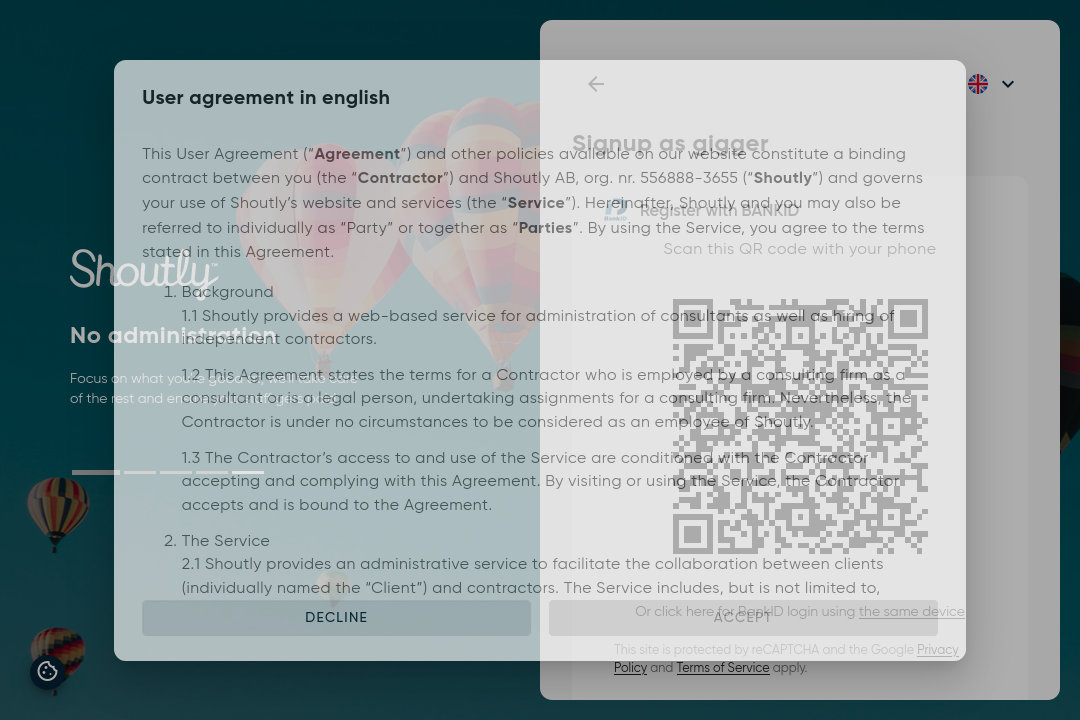 User agreement in english
This User Agreement (“Agreement”) and other policies available on our website constitute a binding
contract between you (the “Contractor”) and Shoutly AB, org. nr. 556888-3655 (“Shoutly”) and governs
your use of Shoutly’s website and services (the “Service”). Hereinafter, Shoutly and you may also be
referred to individually as “Party” or together as “Parties”. By using the Service, you agree to the terms
stated in this Agreement.
1. Background
1.1 Shoutly provides a web-based service for administration of consultants as well as hiring of
independent contractors.
1.2 This Agreement states the terms for a Contractor who is employed by a consulting firm as a
consultant or is a legal person, undertaking assignments for a consulting firm. Nevertheless, the
Contractor is under no circumstances to be considered as an employee of Shoutly.
1.3 The Contractor’s access to and use of the Service are conditioned with the Contractor
accepting and complying with this Agreement. By visiting or using the Service, the Contractor
accepts and is bound to the Agreement.
2. The Service
2.1 Shoutly provides an administrative service to facilitate the collaboration between clients
(individually named the “Client”) and contractors. The Service includes, but is not limited to,
DECLINE
ACCEPT
Shoutly™
No administration
Focus on what you
of the rest and
Signup as gigger
BankID
Register with BANKID
Scan this QR code with your phone
Or click here for BankID login using the same device
This site is protected by reCAPTCHA and the Google Privacy
Policy and Terms of Service apply.